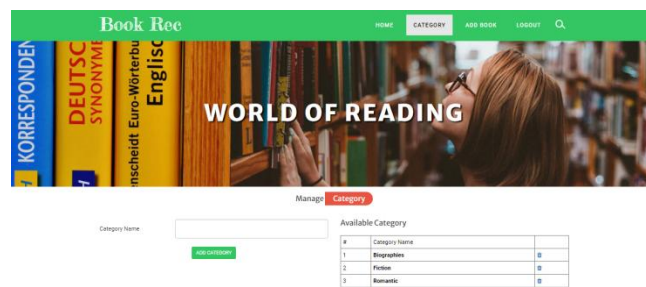 Book Rec
HOME CATEGORY ADD BOOK LOGOUT
KORRESPONDEN
DEUTSC
SYNONYME
enscheidt Euro-Wörterbu
Englisc
WORLD OF READING
Manage Category
Category Name
ADD CATEGORY
Available Category
# Category Name
1 Biographies
2 Fiction
3 Romantic